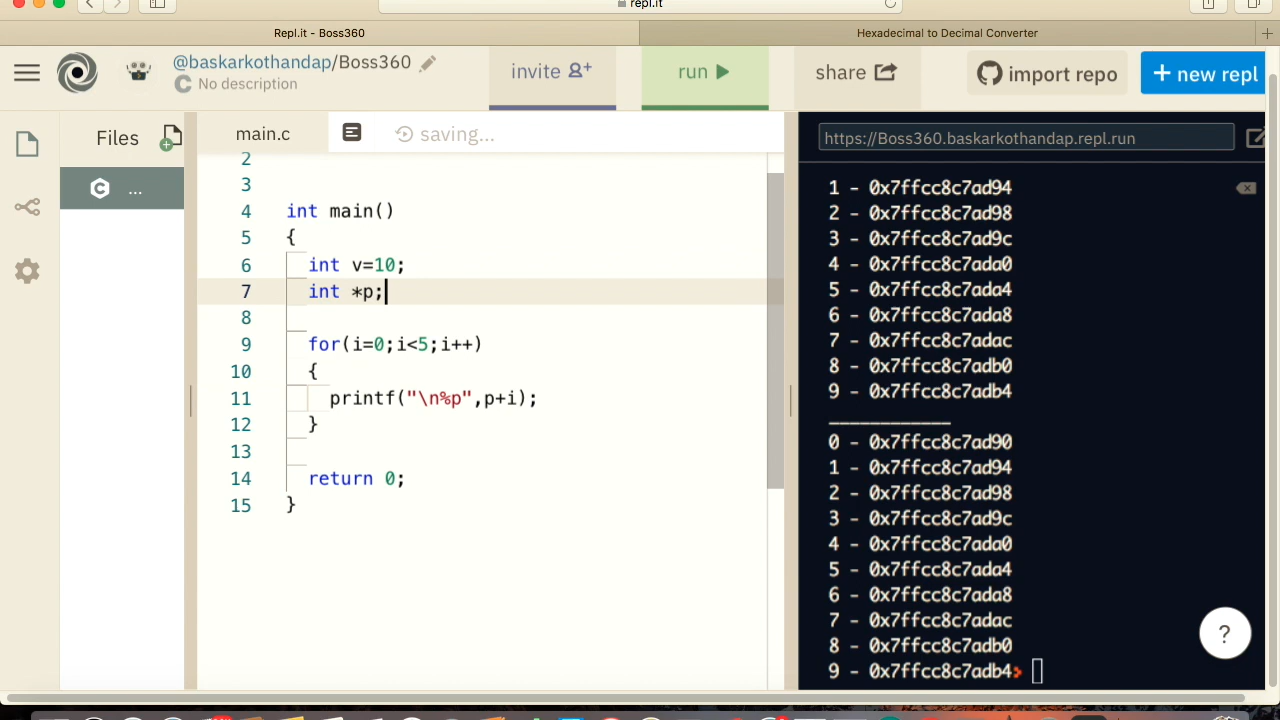 repl.it
Repl.it - Boss360
Hexadecimal to Decimal Converter
@baskarkothandap/Boss360
C No description
invite
run
share
import repo
+ new repl
Files
main.c
saving...
C ...
https://Boss360.baskarkothandap.repl.run
2
3
4 int main()
5 {
6 int v=10;
7 int *p;
8
9 for(i=0;i<5;i++)
10 {
11 printf("\n%p",p+i);
12 }
13
14 return 0;
15 }
1 - 0x7ffcc8c7ad94
2 - 0x7ffcc8c7ad98
3 - 0x7ffcc8c7ad9c
4 - 0x7ffcc8c7ada0
5 - 0x7ffcc8c7ada4
6 - 0x7ffcc8c7ada8
7 - 0x7ffcc8c7adac
8 - 0x7ffcc8c7adb0
9 - 0x7ffcc8c7adb4
____________
0 - 0x7ffcc8c7ad90
1 - 0x7ffcc8c7ad94
2 - 0x7ffcc8c7ad98
3 - 0x7ffcc8c7ad9c
4 - 0x7ffcc8c7ada0
5 - 0x7ffcc8c7ada4
6 - 0x7ffcc8c7ada8
7 - 0x7ffcc8c7adac
8 - 0x7ffcc8c7adb0
9 - 0x7ffcc8c7adb4>
?